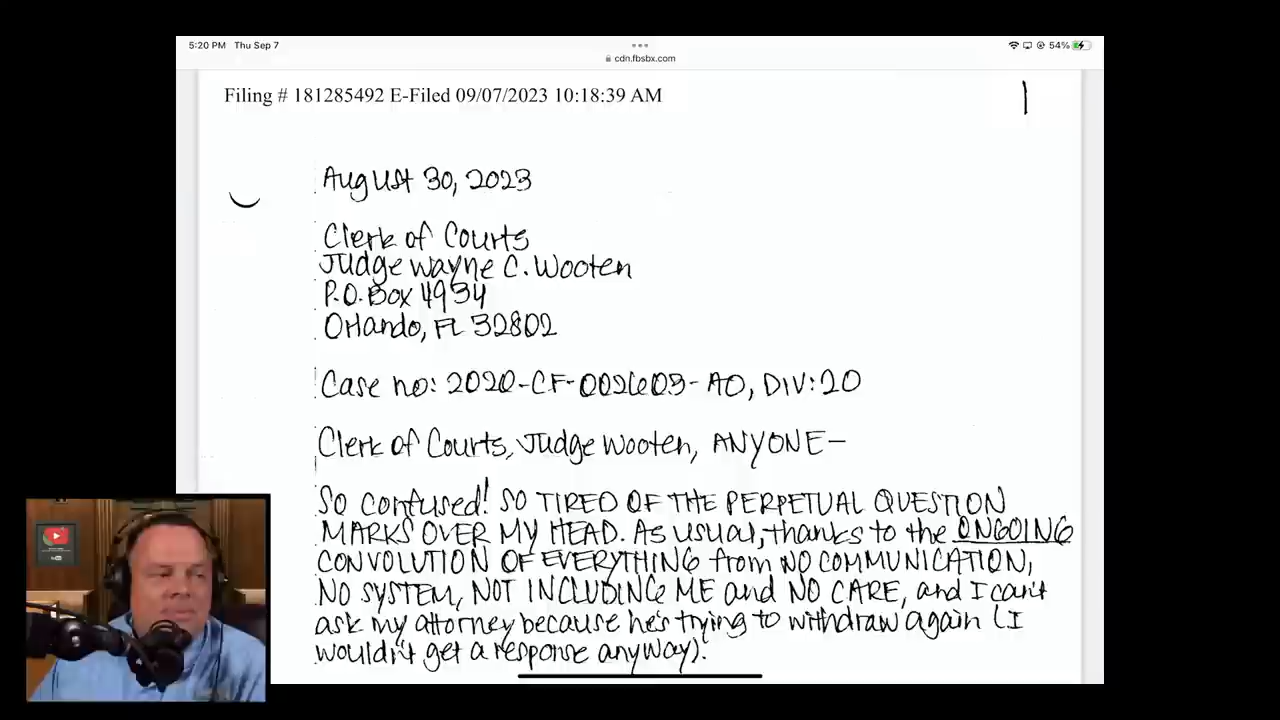 5:20 PM Thu Sep 7
54%
cdn.fbsbx.com
Filing # 181285492 E-Filed 09/07/2023 10:18:39 AM
1
August 30, 2023
Clerk of Courts
Judge Wayne C. Wooten
P.O. Box 4934
Orlando, FL 32802
Case no: 2020-CF-002603-AO, DIV: 20
Clerk of Courts, Judge Wooten, ANYONE-
So confused! SO TIRED OF THE PERPETUAL QUESTION
MARKS OVER MY HEAD. As usual, thanks to the ONGOING
CONVOLUTION OF EVERYTHING from NO COMMUNICATION,
NO SYSTEM, NOT INCLUDING ME and NO CARE, and I can't
ask my attorney because he's trying to withdraw again (I
wouldn't get a response anyway).